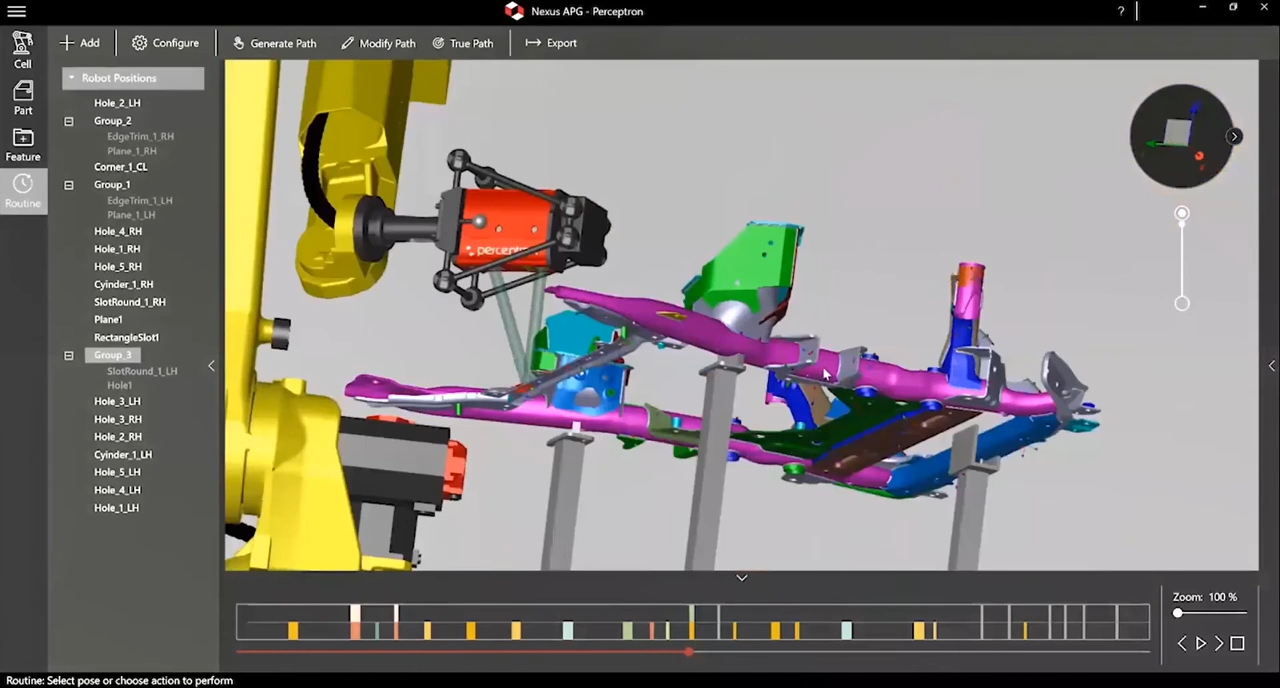 Nexus APG - Perceptron
?
Add
Configure
Generate Path
Modify Path
True Path
Export
Cell
Part
Feature
Routine
Robot Positions
Hole_2_LH
Group_2
EdgeTrim_1_RH
Plane_1_RH
Corner_1_CL
Group_1
EdgeTrim_1_LH
Plane_1_LH
Hole_4_RH
Hole_1_RH
Hole_5_RH
Cyinder_1_RH
SlotRound_1_RH
Plane1
RectangleSlot1
Group_3
SlotRound_1_LH
Hole1
Hole_3_LH
Hole_3_RH
Hole_2_RH
Cyinder_1_LH
Hole_5_LH
Hole_4_LH
Hole_1_LH
Zoom: 100 %
Routine: Select pose or choose action to perform